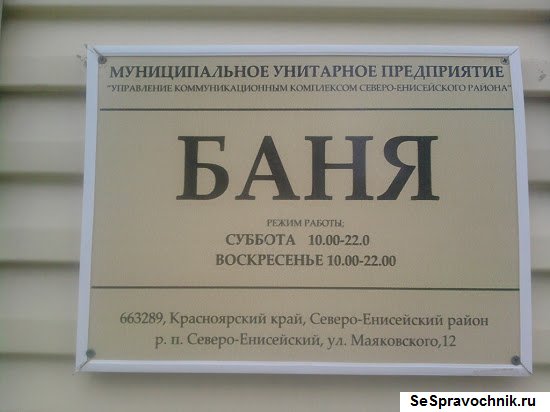 МУНИЦИПАЛЬНОЕ УНИТАРНОЕ ПРЕДПРИЯТИЕ
"УПРАВЛЕНИЕ КОММУНИКАЦИОННЫМ КОМПЛЕКСОМ СЕВЕРО-ЕНИСЕЙСКОГО РАЙОНА"
БАНЯ
РЕЖИМ РАБОТЫ;
СУББОТА 10.00-22.0
ВОСКРЕСЕНЬЕ 10.00-22.00
663289, Красноярский край, Северо-Енисейский район
р. п. Северо-Енисейский, ул. Маяковского,12
SeSpravochnik.ru